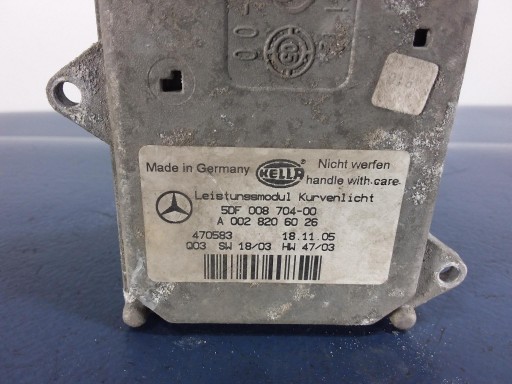 Made in Germany HELLA ® Nicht werfen
handle with care
Leistungsmodul Kurvenlicht
5DF 008 704-00
A 002 820 60 26
470583 18.11.05
Q03 SW 18/03 HW 47/03